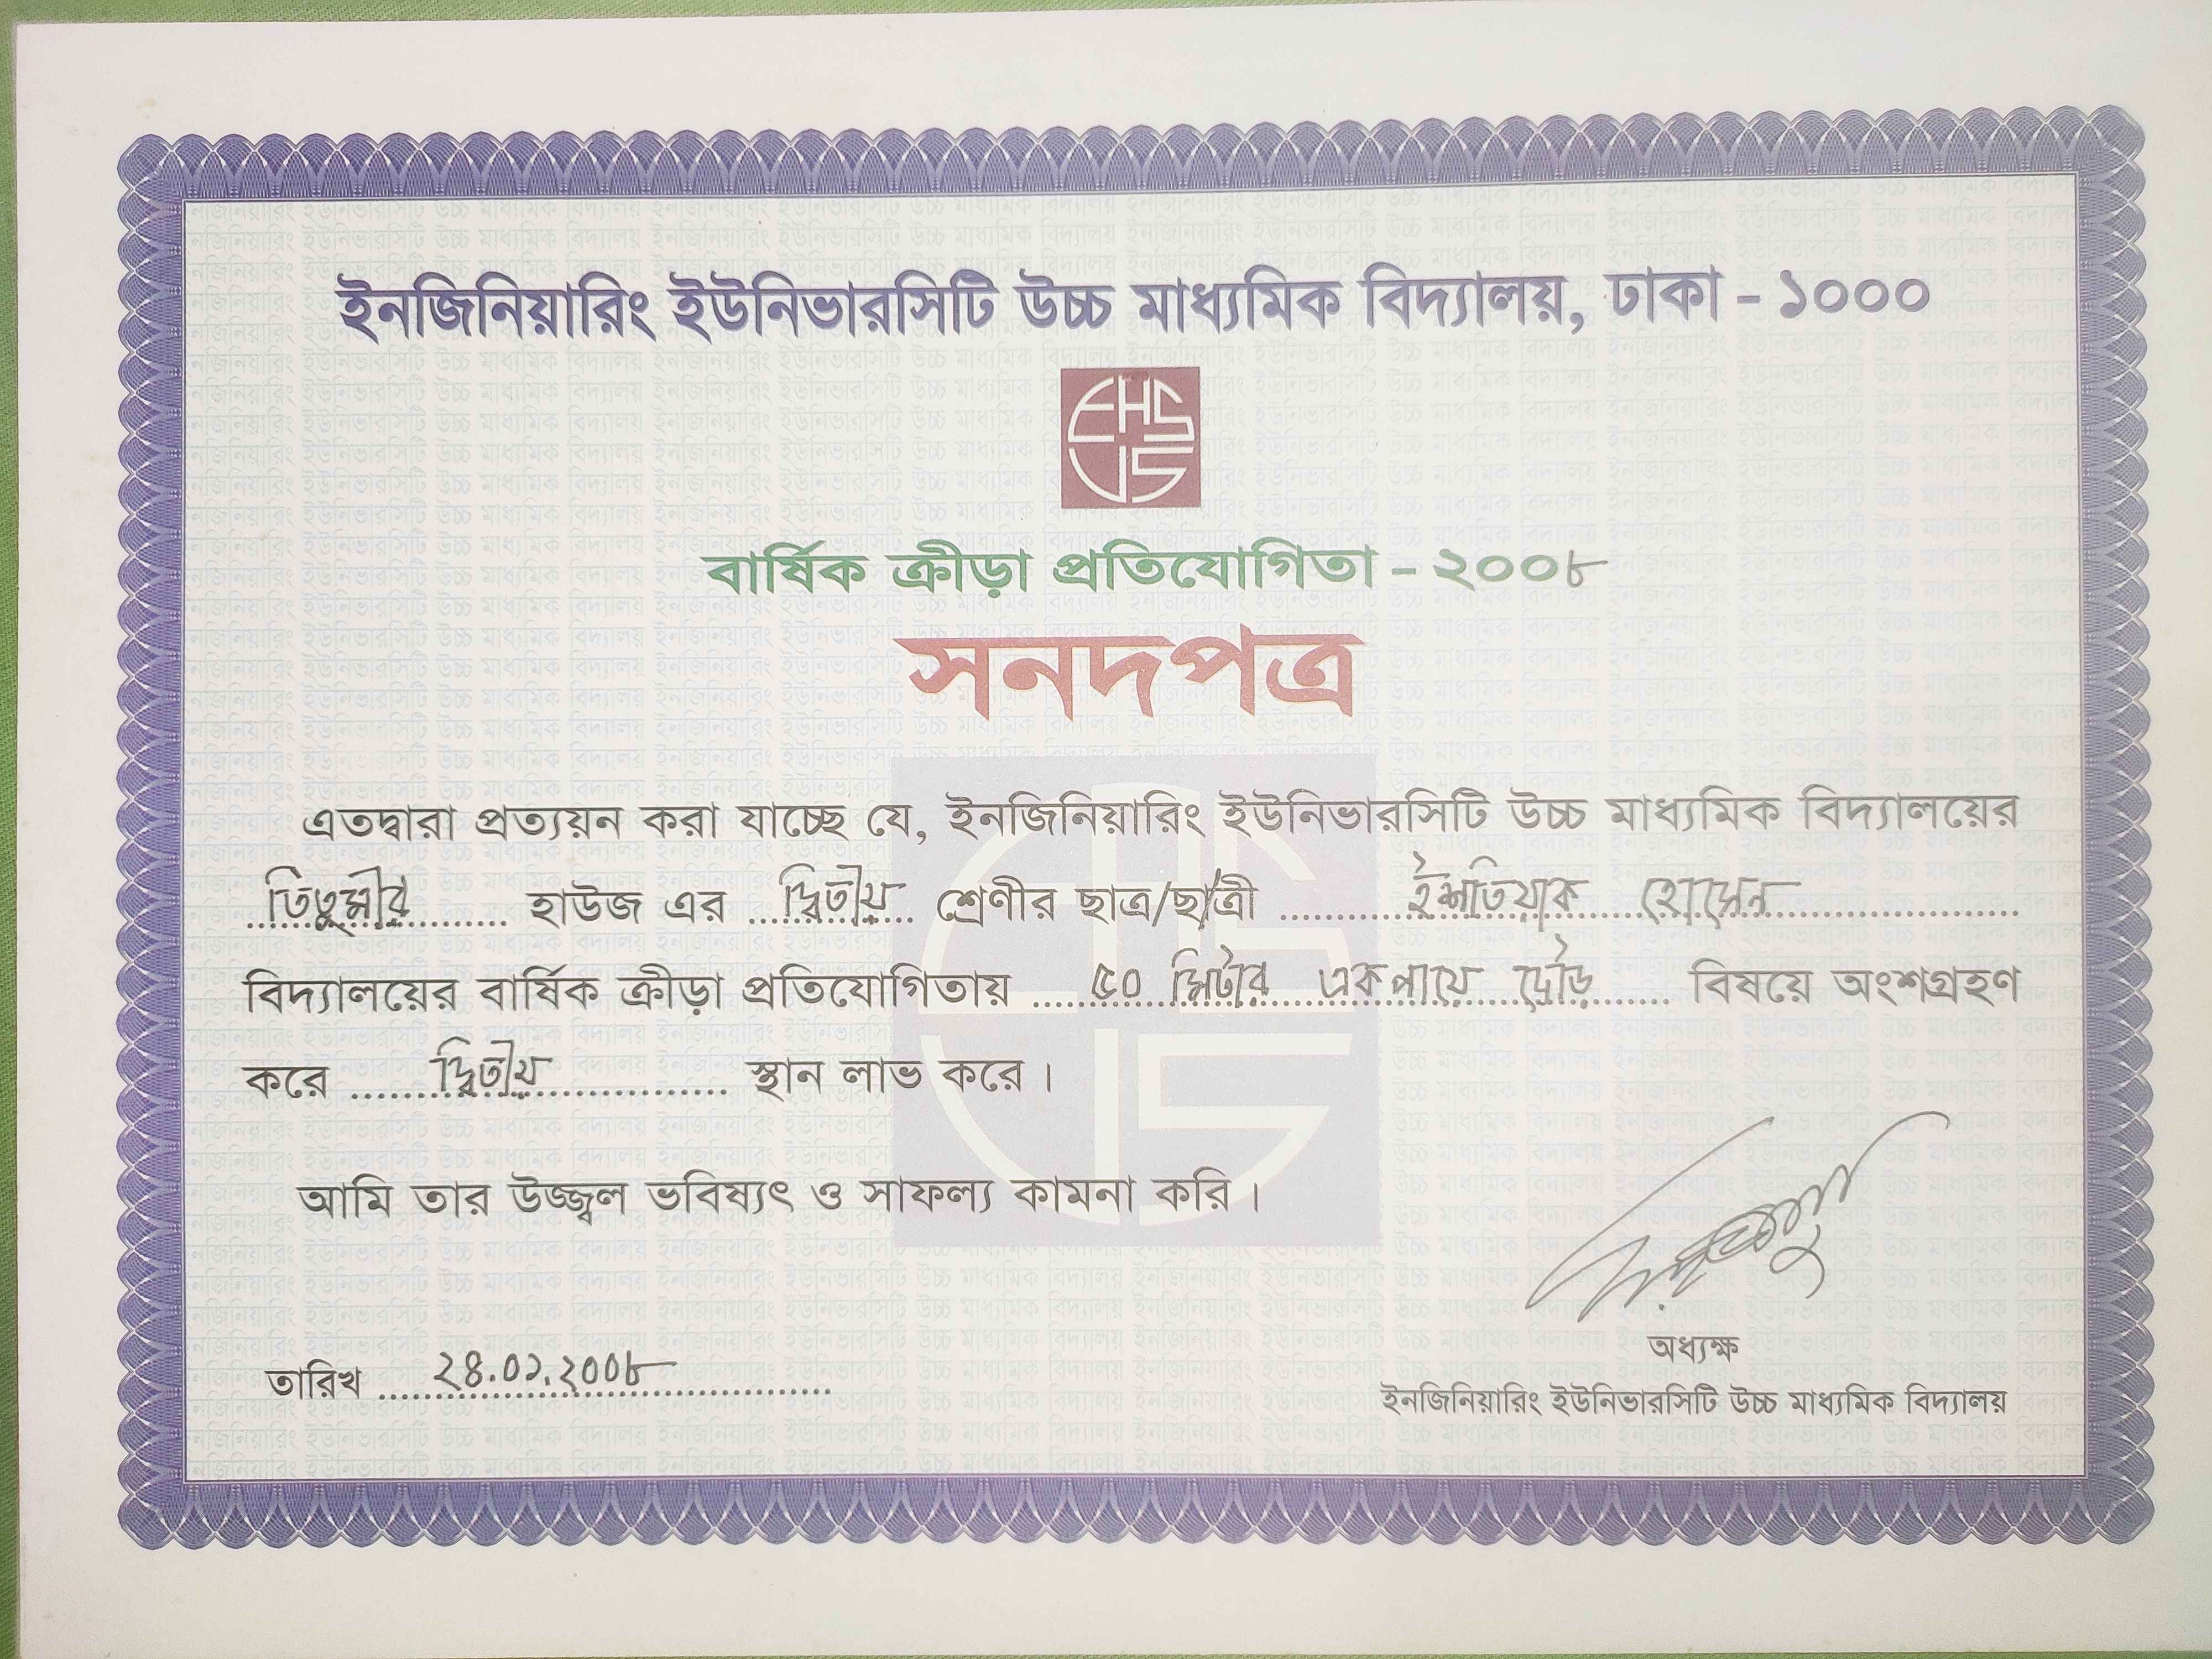 ইনজিনিয়ারিং ইউনিভারসিটি উচ্চ মাধ্যমিক বিদ্যালয়, ঢাকা - ১০০০
EHS
US
বার্ষিক ক্রীড়া প্রতিযোগিতা - ২০০৮
সনদপত্র
এতদ্বারা প্রত্যয়ন করা যাচ্ছে যে, ইনজিনিয়ারিং ইউনিভারসিটি উচ্চ মাধ্যমিক বিদ্যালয়ের
তিতুমীর হাউজ এর দ্বিতীয় শ্রেণীর ছাত্র/ছাত্রী ইশতিয়াক হোসেন
বিদ্যালয়ের বার্ষিক ক্রীড়া প্রতিযোগিতায় ৫০ মিটার একপায়ে দৌড় বিষয়ে অংশগ্রহণ
করে দ্বিতীয় স্থান লাভ করে।
আমি তার উজ্জ্বল ভবিষ্যৎ ও সাফল্য কামনা করি।
অধ্যক্ষ
তারিখ ২৪.০১.২০০৮
ইনজিনিয়ারিং ইউনিভারসিটি উচ্চ মাধ্যমিক বিদ্যালয়